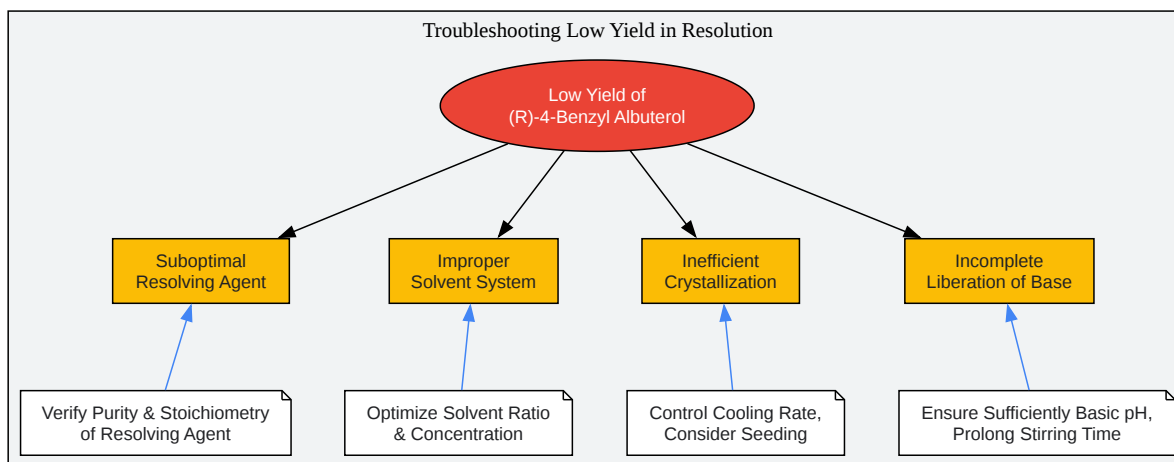 Troubleshooting Low Yield in Resolution
Low Yield of
(R)-4-Benzyl Albuterol
Suboptimal
Resolving Agent
Improper
Solvent System
Inefficient
Crystallization
Incomplete
Liberation of Base
Verify Purity & Stoichiometry
of Resolving Agent
Optimize Solvent Ratio
& Concentration
Control Cooling Rate,
Consider Seeding
Ensure Sufficiently Basic pH,
Prolong Stirring Time